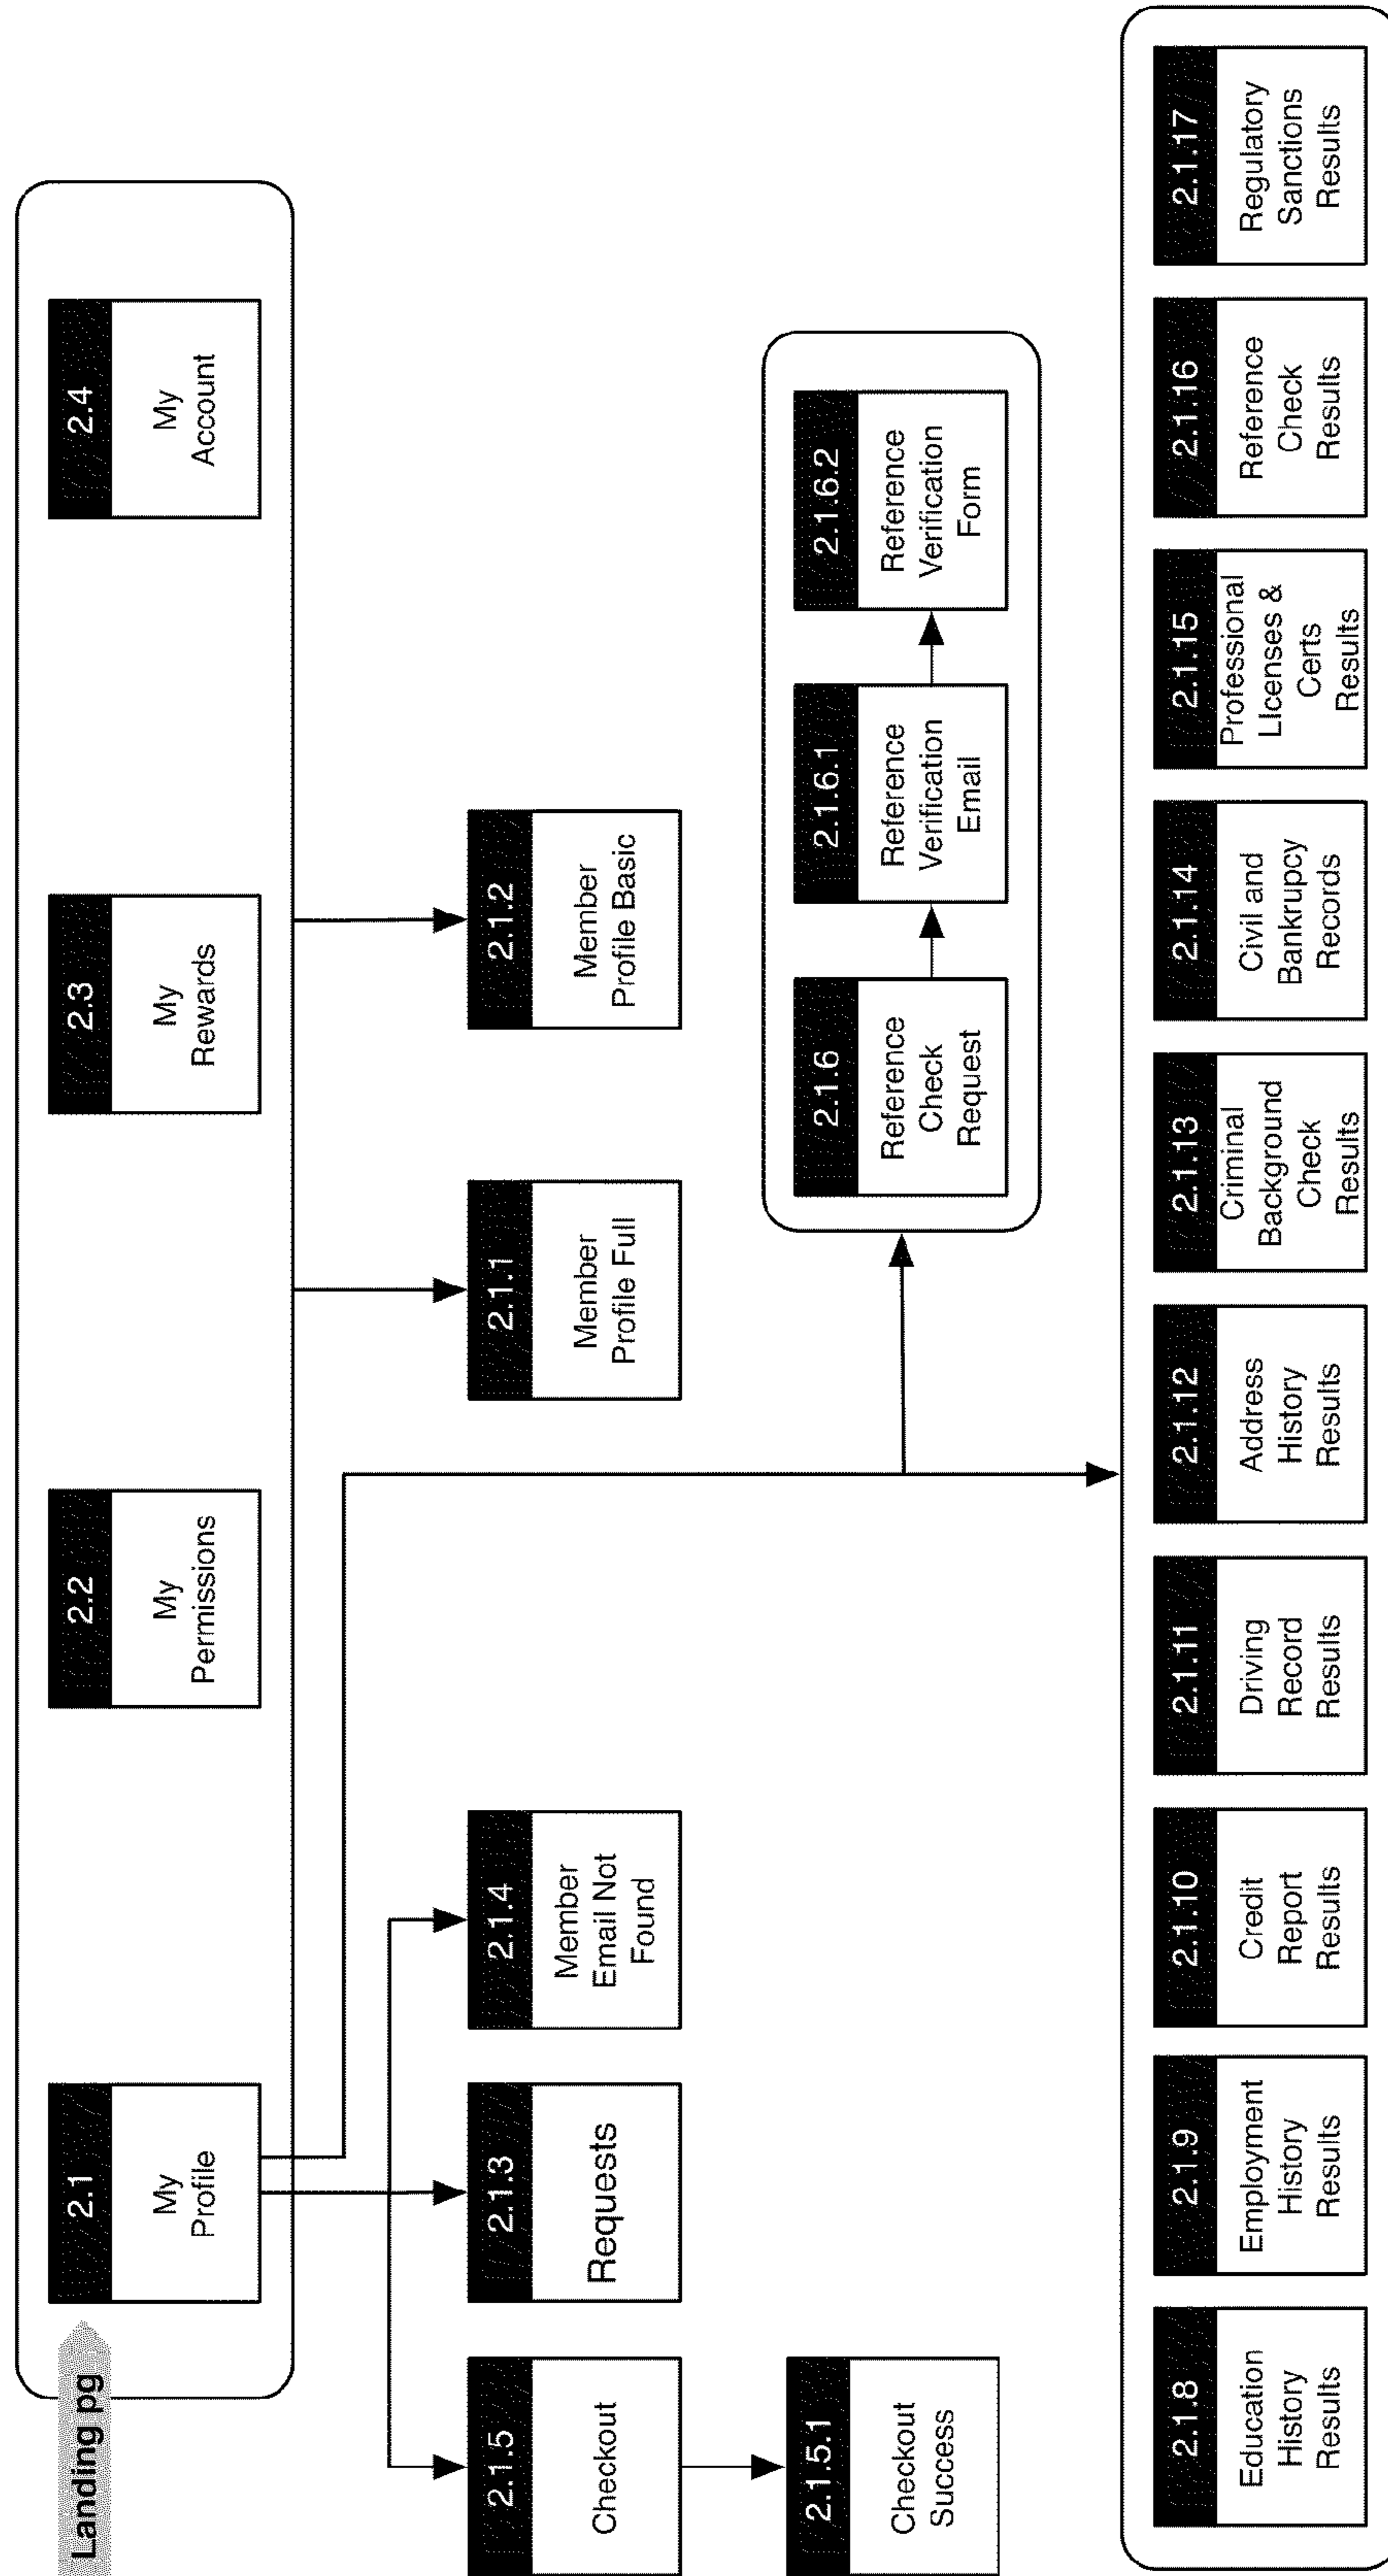 Landing pg
2.1
My
Profile
2.2
My
Permissions
2.3
My
Rewards
2.4
My
Account
2.1.5
Checkout
2.1.3
Requests
2.1.4
Member
Email Not
Found
2.1.1
Member
Profile Full
2.1.2
Member
Profile Basic
2.1.5.1
Checkout
Success
2.1.6
Reference
Check
Request
2.1.6.1
Reference
Verification
Email
2.1.6.2
Reference
Verification
Form
2.1.8
Education
History
Results
2.1.9
Employment
History
Results
2.1.10
Credit
Report
Results
2.1.11
Driving
Record
Results
2.1.12
Address
History
Results
2.1.13
Criminal
Background
Check
Results
2.1.14
Civil and
Bankrupcy
Records
2.1.15
Professional
LIcenses &
Certs
Results
2.1.16
Reference
Check
Results
2.1.17
Regulatory
Sanctions
Results